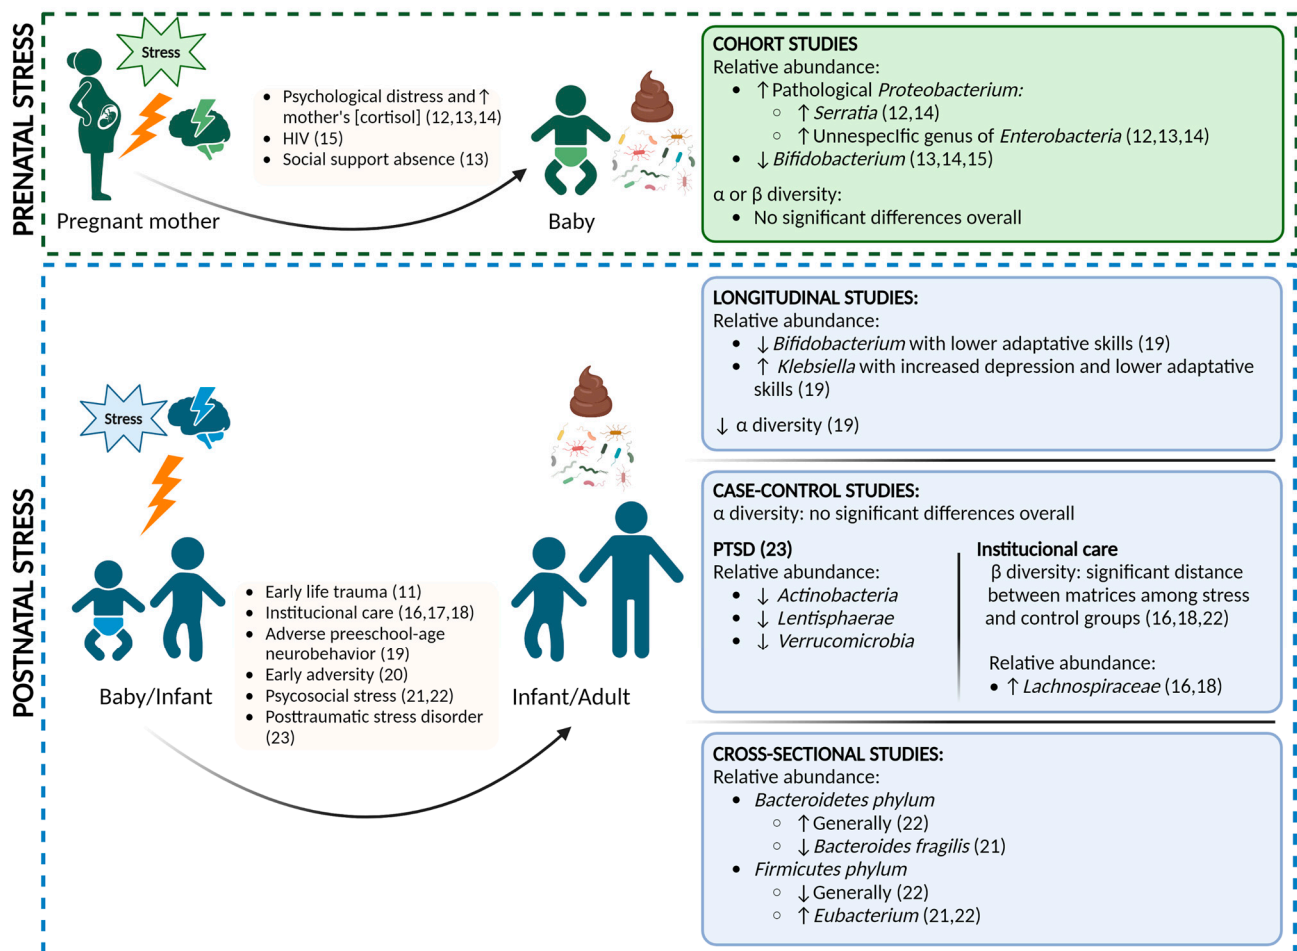 PRENATAL STRESS
Stress
Pregnant mother
• Psychological distress and ↑
mother's [cortisol] (12,13,14)
• HIV (15)
• Social support absence (13)
Baby
COHORT STUDIES
Relative abundance:
• ↑ Pathological Proteobacterium:
○ ↑ Serratia (12,14)
○ ↑ Unnespecific genus of Enterobacteria (12,13,14)
• ↓ Bifidobacterium (13,14,15)
α or β diversity:
• No significant differences overall
POSTNATAL STRESS
Stress
Baby/Infant
• Early life trauma (11)
• Institucional care (16,17,18)
• Adverse preeschool-age
neurobehavior (19)
• Early adversity (20)
• Psycosocial stress (21,22)
• Posttraumatic stress disorder
(23)
Infant/Adult
LONGITUDINAL STUDIES:
Relative abundance:
• ↓ Bifidobacterium with lower adaptative skills (19)
• ↑ Klebsiella with increased depression and lower adaptative
skills (19)
↓ α diversity (19)
CASE-CONTROL STUDIES:
α diversity: no significant differences overall
PTSD (23)
Relative abundance:
• ↓ Actinobacteria
• ↓ Lentisphaerae
• ↓ Verrucomicrobia
Institucional care
β diversity: significant distance
between matrices among stress
and control groups (16,18,22)
Relative abundance:
• ↑ Lachnospiraceae (16,18)
CROSS-SECTIONAL STUDIES:
Relative abundance:
• Bacteroidetes phylum
○ ↑ Generally (22)
○ ↓ Bacteroides fragilis (21)
• Firmicutes phylum
○ ↓ Generally (22)
○ ↑ Eubacterium (21,22)